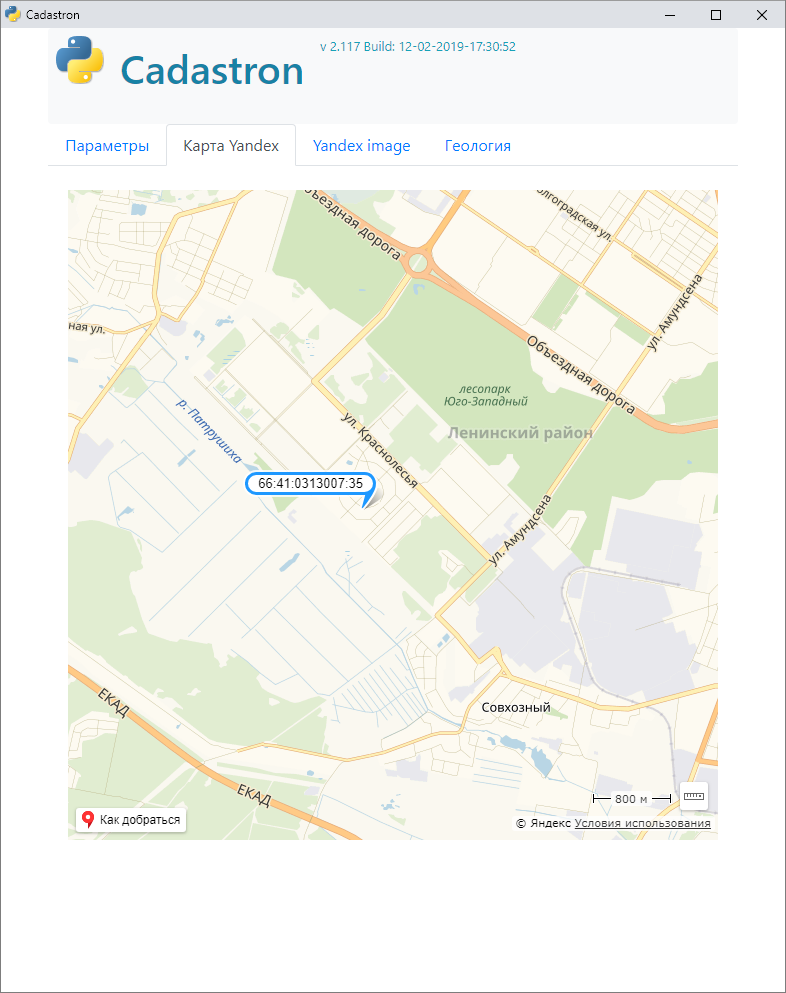 Cadastron
Cadastron
v 2.117 Build: 12-02-2019-17:30:52
Параметры
Карта Yandex
Yandex image
Геология
Объездная дорога
лгоградская ул.
ул. Амундсена
ная ул.
Объездная дорога
лесопарк
Юго-Западный
р. Патрушиха
ул. Краснолесья
Ленинский район
66:41:0313007:35
ул. Амундсена
ЕКАД
Совхозный
ЕКАД
800 м
Как добраться
© Яндекс Условия использования